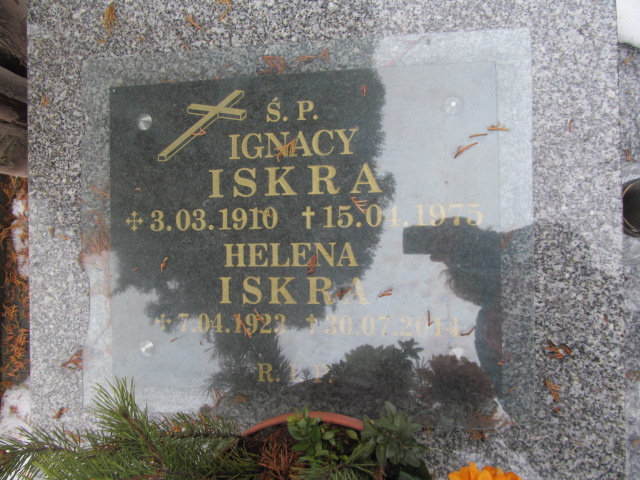 Ś. P.
IGNACY
ISKRA
✣ 3.03.1910 ✝ 15.04.1975
HELENA
ISKRA
✣ 7.04.1923 ✝ 30.07.2014
R. I. P.